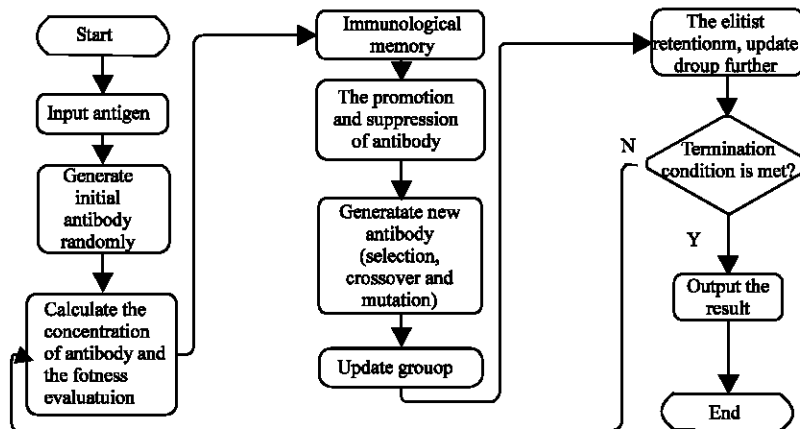 Start
Input antigen
Generate
initial
antibody
randomly
Calculate the
concentration
of antibody and
the fotness
evaluatuion
Immunological
memory
The promotion
and suppression
of antibody
Generatate new
antibody
(selection,
crossover and
mutation)
Update gruop
The elitist
retentionm, update
droup further
Termination
condition is met?
N
Y
Output the
result
End